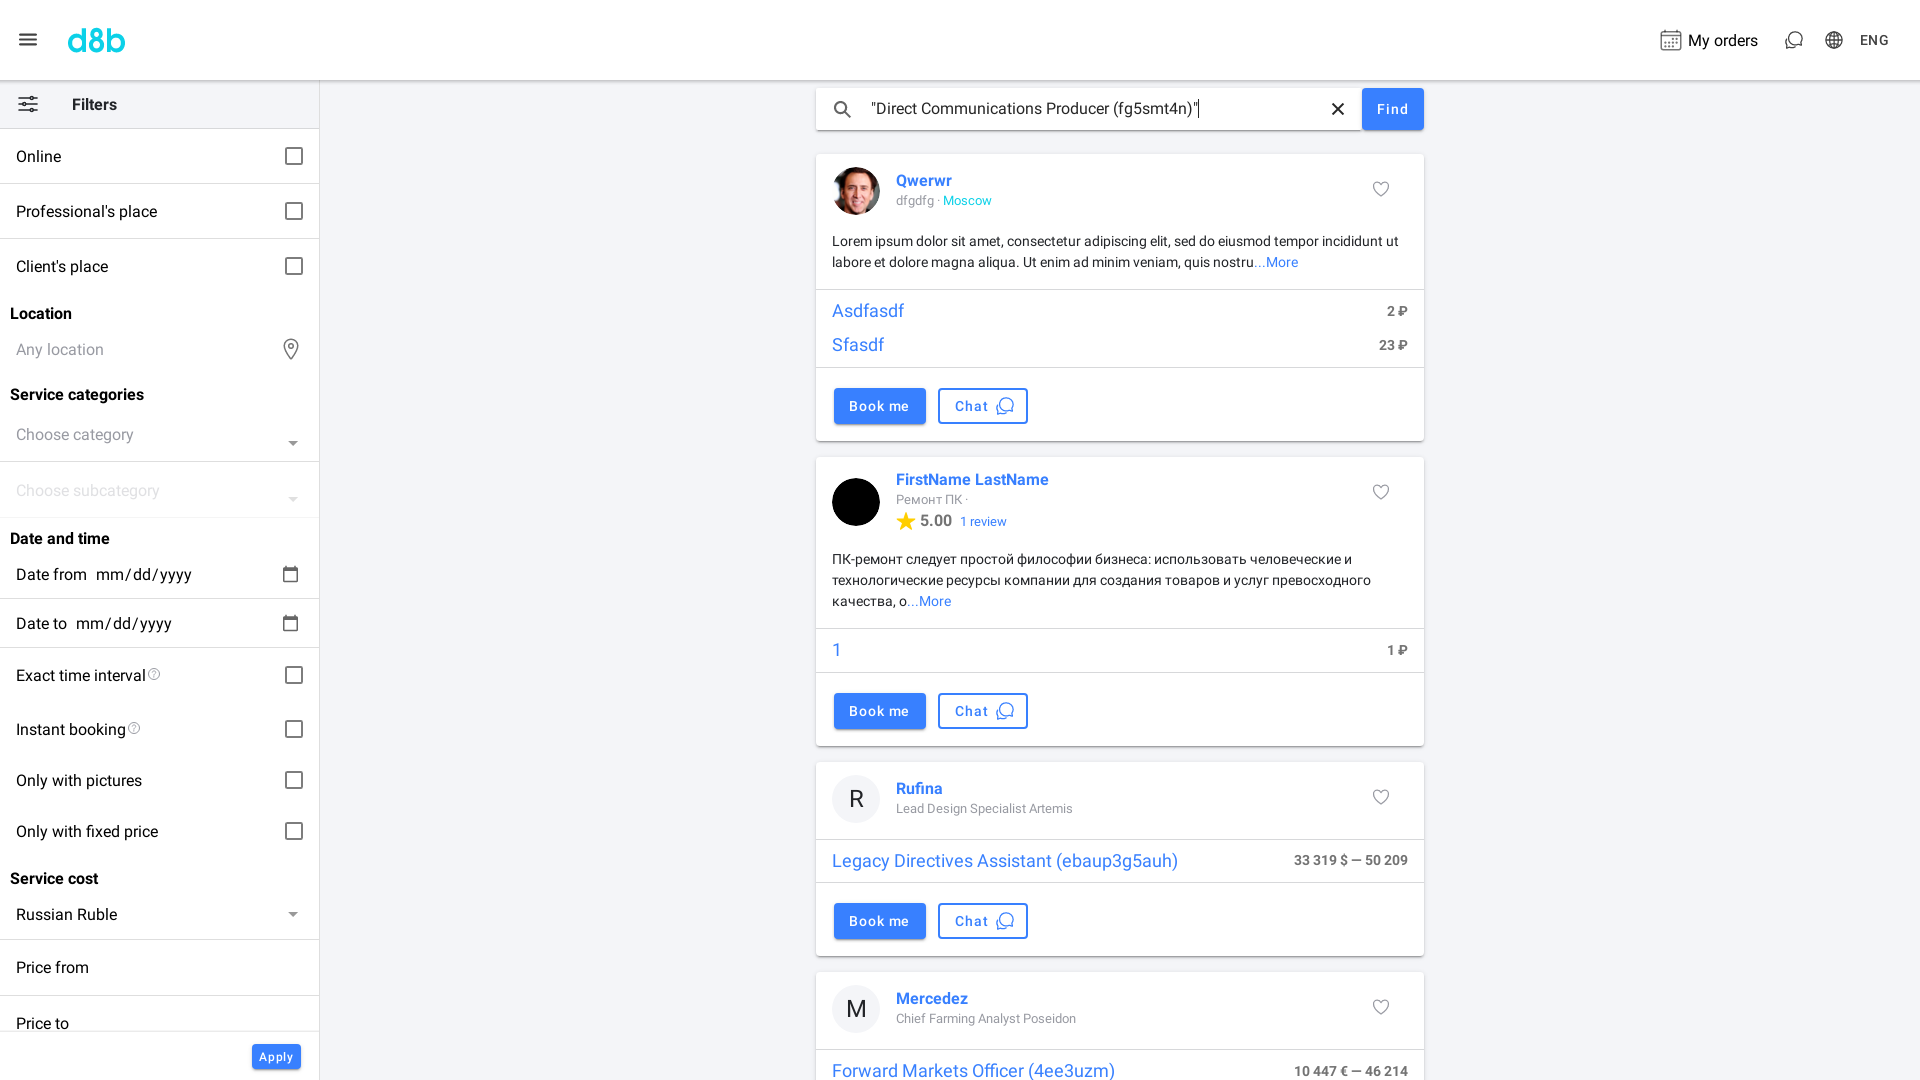 d8b
My orders
ENG
Filters
Online
Professional's place
Client's place
Location
Any location
Service categories
Choose category
Choose subcategory
Date and time
Date from mm/dd/yyyy
Date to mm/dd/yyyy
Exact time interval
Instant booking
Only with pictures
Only with fixed price
Service cost
Russian Ruble
Price from
Price to
Apply
"Direct Communications Producer (fg5smt4n)"
Find
Qwerwr
dfgdfg · Moscow
Lorem ipsum dolor sit amet, consectetur adipiscing elit, sed do eiusmod tempor incididunt ut
labore et dolore magna aliqua. Ut enim ad minim veniam, quis nostru...More
Asdfasdf 2 ₽
Sfasdf 23 ₽
Book me Chat
FirstName LastName
Ремонт ПК ·
5.00 1 review
ПК-ремонт следует простой философии бизнеса: использовать человеческие и
технологические ресурсы компании для создания товаров и услуг превосходного
качества, о...More
1 1 ₽
Book me Chat
R
Rufina
Lead Design Specialist Artemis
Legacy Directives Assistant (ebaup3g5auh) 33 319 $ — 50 209
Book me Chat
M
Mercedez
Chief Farming Analyst Poseidon
Forward Markets Officer (4ee3uzm) 10 447 € — 46 214